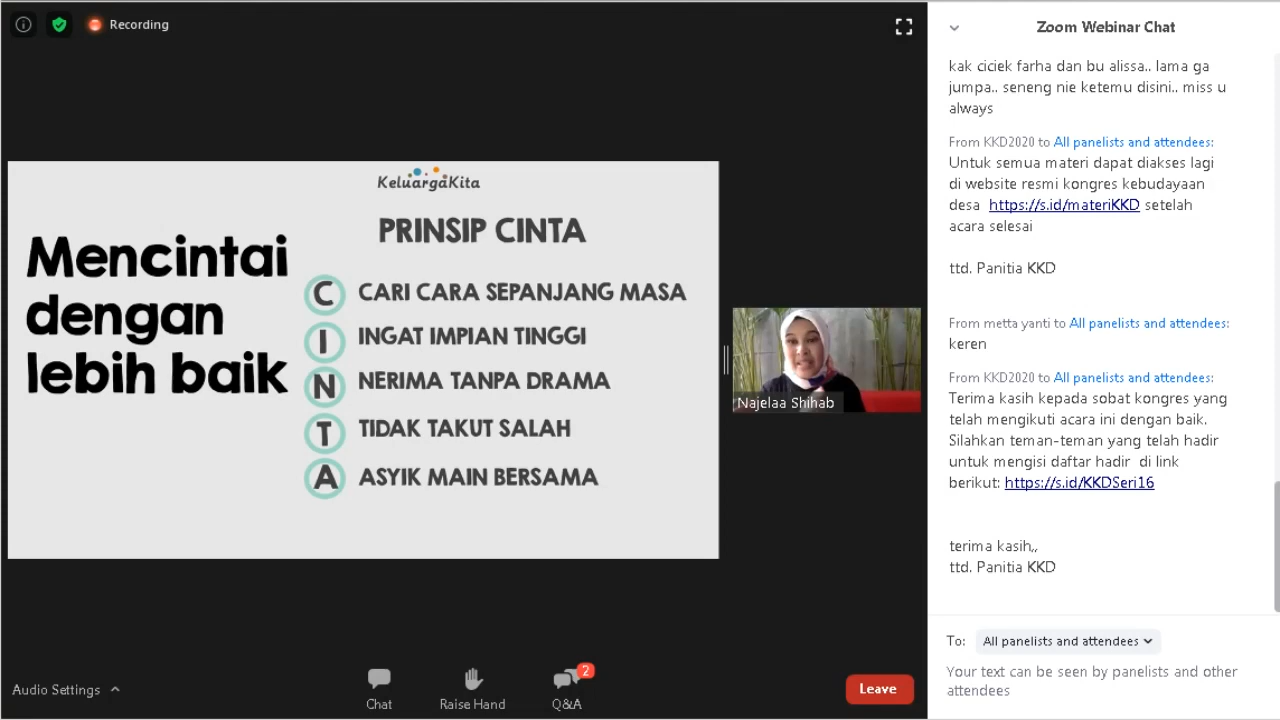 Recording
KeluargaKita
PRINSIP CINTA
Mencintai
dengan
lebih baik
C CARI CARA SEPANJANG MASA
I INGAT IMPIAN TINGGI
N NERIMA TANPA DRAMA
T TIDAK TAKUT SALAH
A ASYIK MAIN BERSAMA
Najelaa Shihab
Audio Settings
Chat
Raise Hand
2
Q&A
Leave
Zoom Webinar Chat
kak ciciek farha dan bu alissa.. lama ga
jumpa.. seneng nie ketemu disini.. miss u
always
From KKD2020 to All panelists and attendees:
Untuk semua materi dapat diakses lagi
di website resmi kongres kebudayaan
desa https://s.id/materiKKD setelah
acara selesai
ttd. Panitia KKD
From metta yanti to All panelists and attendees:
keren
From KKD2020 to All panelists and attendees:
Terima kasih kepada sobat kongres yang
telah mengikuti acara ini dengan baik.
Silahkan teman-teman yang telah hadir
untuk mengisi daftar hadir di link
berikut: https://s.id/KKDSeri16
terima kasih,,
ttd. Panitia KKD
To: All panelists and attendees
Your text can be seen by panelists and other
attendees